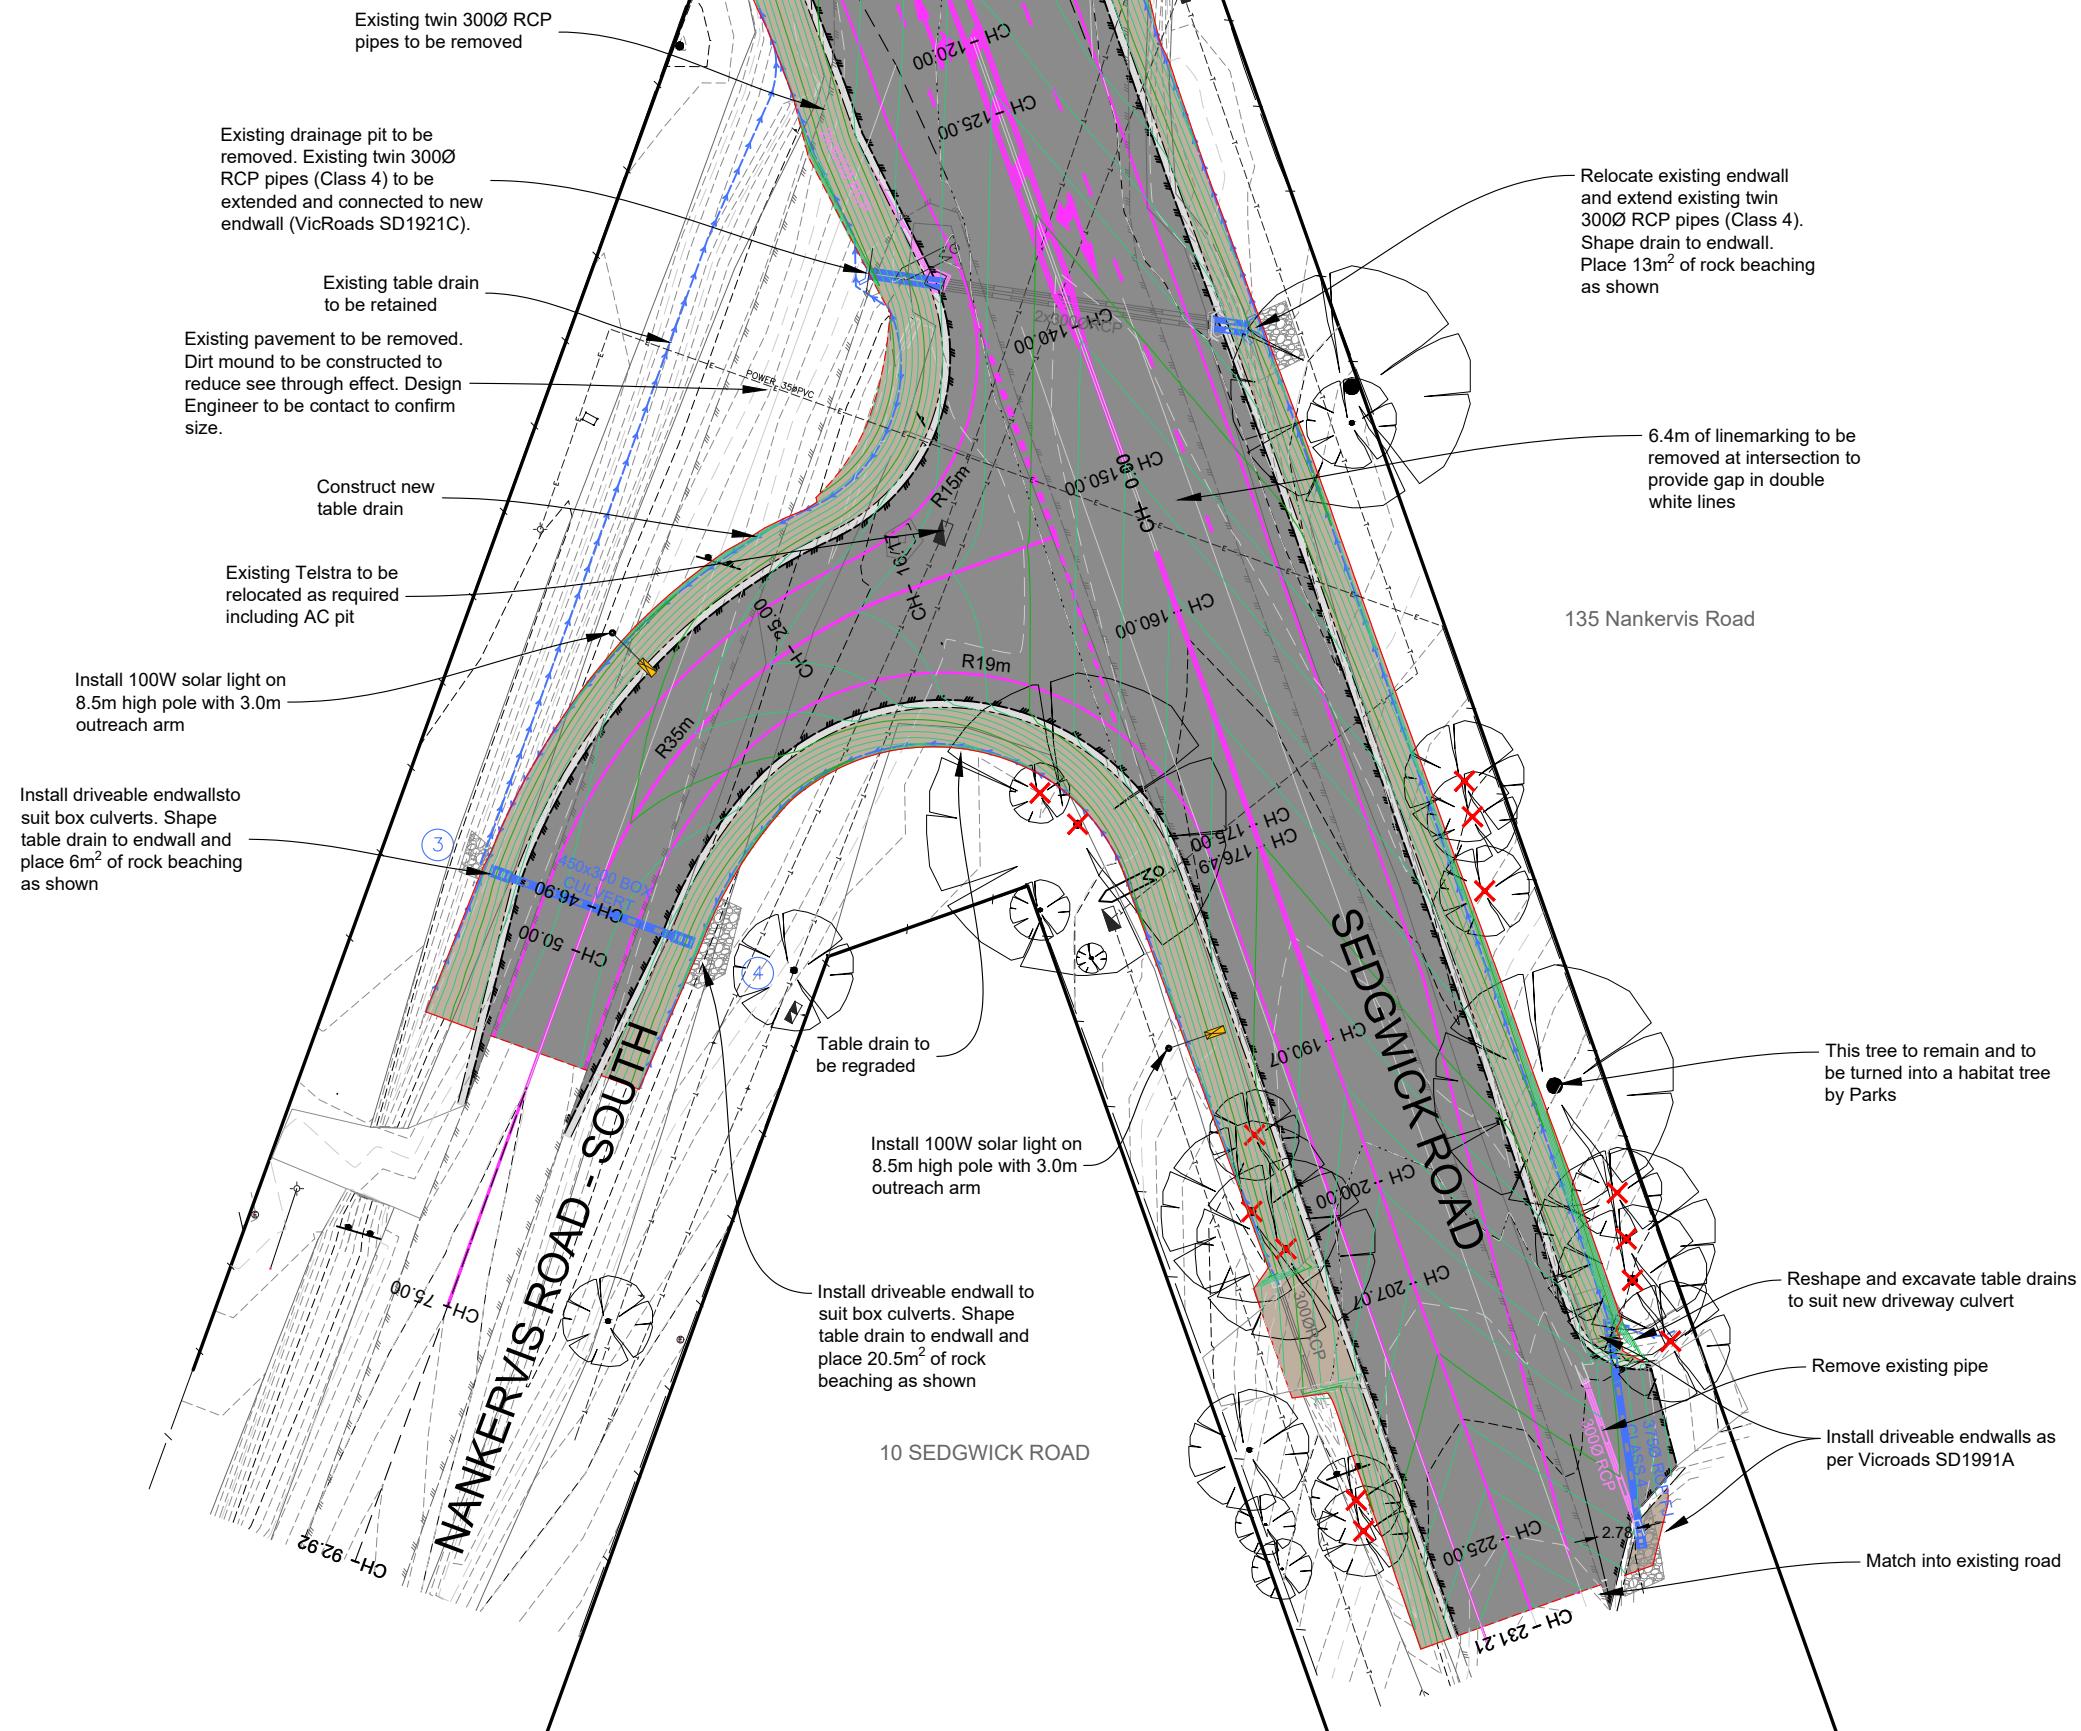 Existing twin 300Ø RCP
pipes to be removed
Existing drainage pit to be
removed. Existing twin 300Ø
RCP pipes (Class 4) to be
extended and connected to new
endwall (VicRoads SD1921C).
Existing table drain
to be retained
Existing pavement to be removed.
Dirt mound to be constructed to
reduce see through effect. Design
Engineer to be contact to confirm
size.
Construct new
table drain
Existing Telstra to be
relocated as required
including AC pit
Install 100W solar light on
8.5m high pole with 3.0m
outreach arm
Install driveable endwallsto
suit box culverts. Shape
table drain to endwall and
place 6m² of rock beaching
as shown
Relocate existing endwall
and extend existing twin
300Ø RCP pipes (Class 4).
Shape drain to endwall.
Place 13m² of rock beaching
as shown
6.4m of linemarking to be
removed at intersection to
provide gap in double
white lines
135 Nankervis Road
This tree to remain and to
be turned into a habitat tree
by Parks
Reshape and excavate table drains
to suit new driveway culvert
Remove existing pipe
Install driveable endwalls as
per Vicroads SD1991A
Match into existing road
Table drain to
be regraded
Install 100W solar light on
8.5m high pole with 3.0m
outreach arm
Install driveable endwall to
suit box culverts. Shape
table drain to endwall and
place 20.5m² of rock
beaching as shown
10 SEDGWICK ROAD
NANKERVIS ROAD - SOUTH
SEDGWICK ROAD
CH - 120.00
CH - 125.00
CH - 140.00
2x300Ø RCP
CH - 150.00
CH - 0.00
CH - 160.00
CH - 175.00
CH - 176.49
CH - 190.07
CH - 200.00
CH - 207.07
CH - 225.00
CH - 231.21
POWER 35ØPVC
R15m
CH - 16.17
CH - 25.00
R19m
R35m
450x300 BOX
CULVERT
CH - 46.90
CH - 50.00
CH - 75.00
CH - 92.92
3
4
300Ø RCP
300Ø RCP
2.78